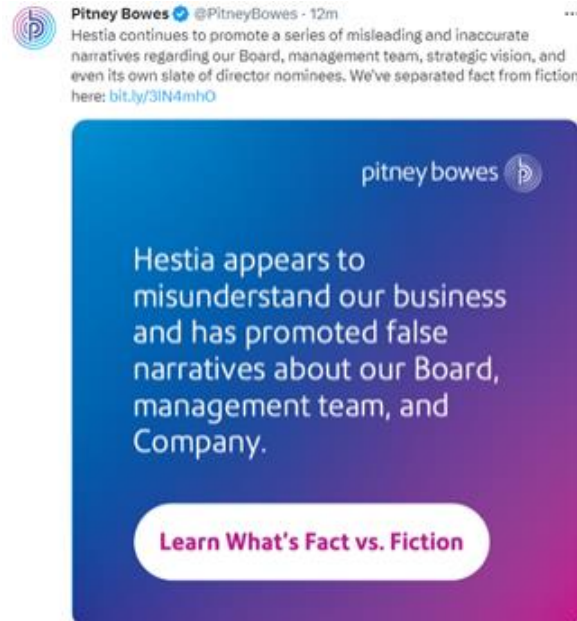 Pitney Bowes @PitneyBowes · 12m ...
Hestia continues to promote a series of misleading and inaccurate
narratives regarding our Board, management team, strategic vision, and
even its own slate of director nominees. We've separated fact from fiction
here: bit.ly/3lN4mhO
pitney bowes
Hestia appears to
misunderstand our business
and has promoted false
narratives about our Board,
management team, and
Company.
Learn What's Fact vs. Fiction